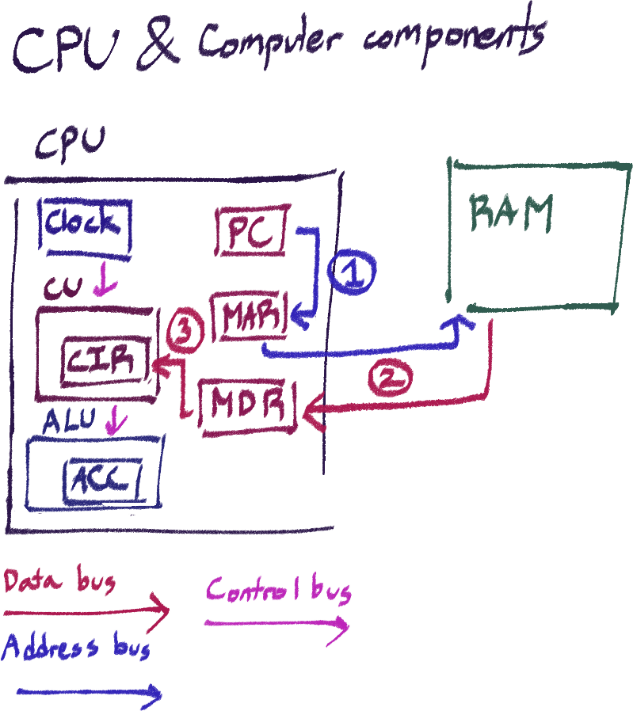 CPU & Computer components
CPU
RAM
Clock
PC
1
CU
MAR
3
CIR
2
MDR
ALU
ACC
Data bus
Control bus
Address bus